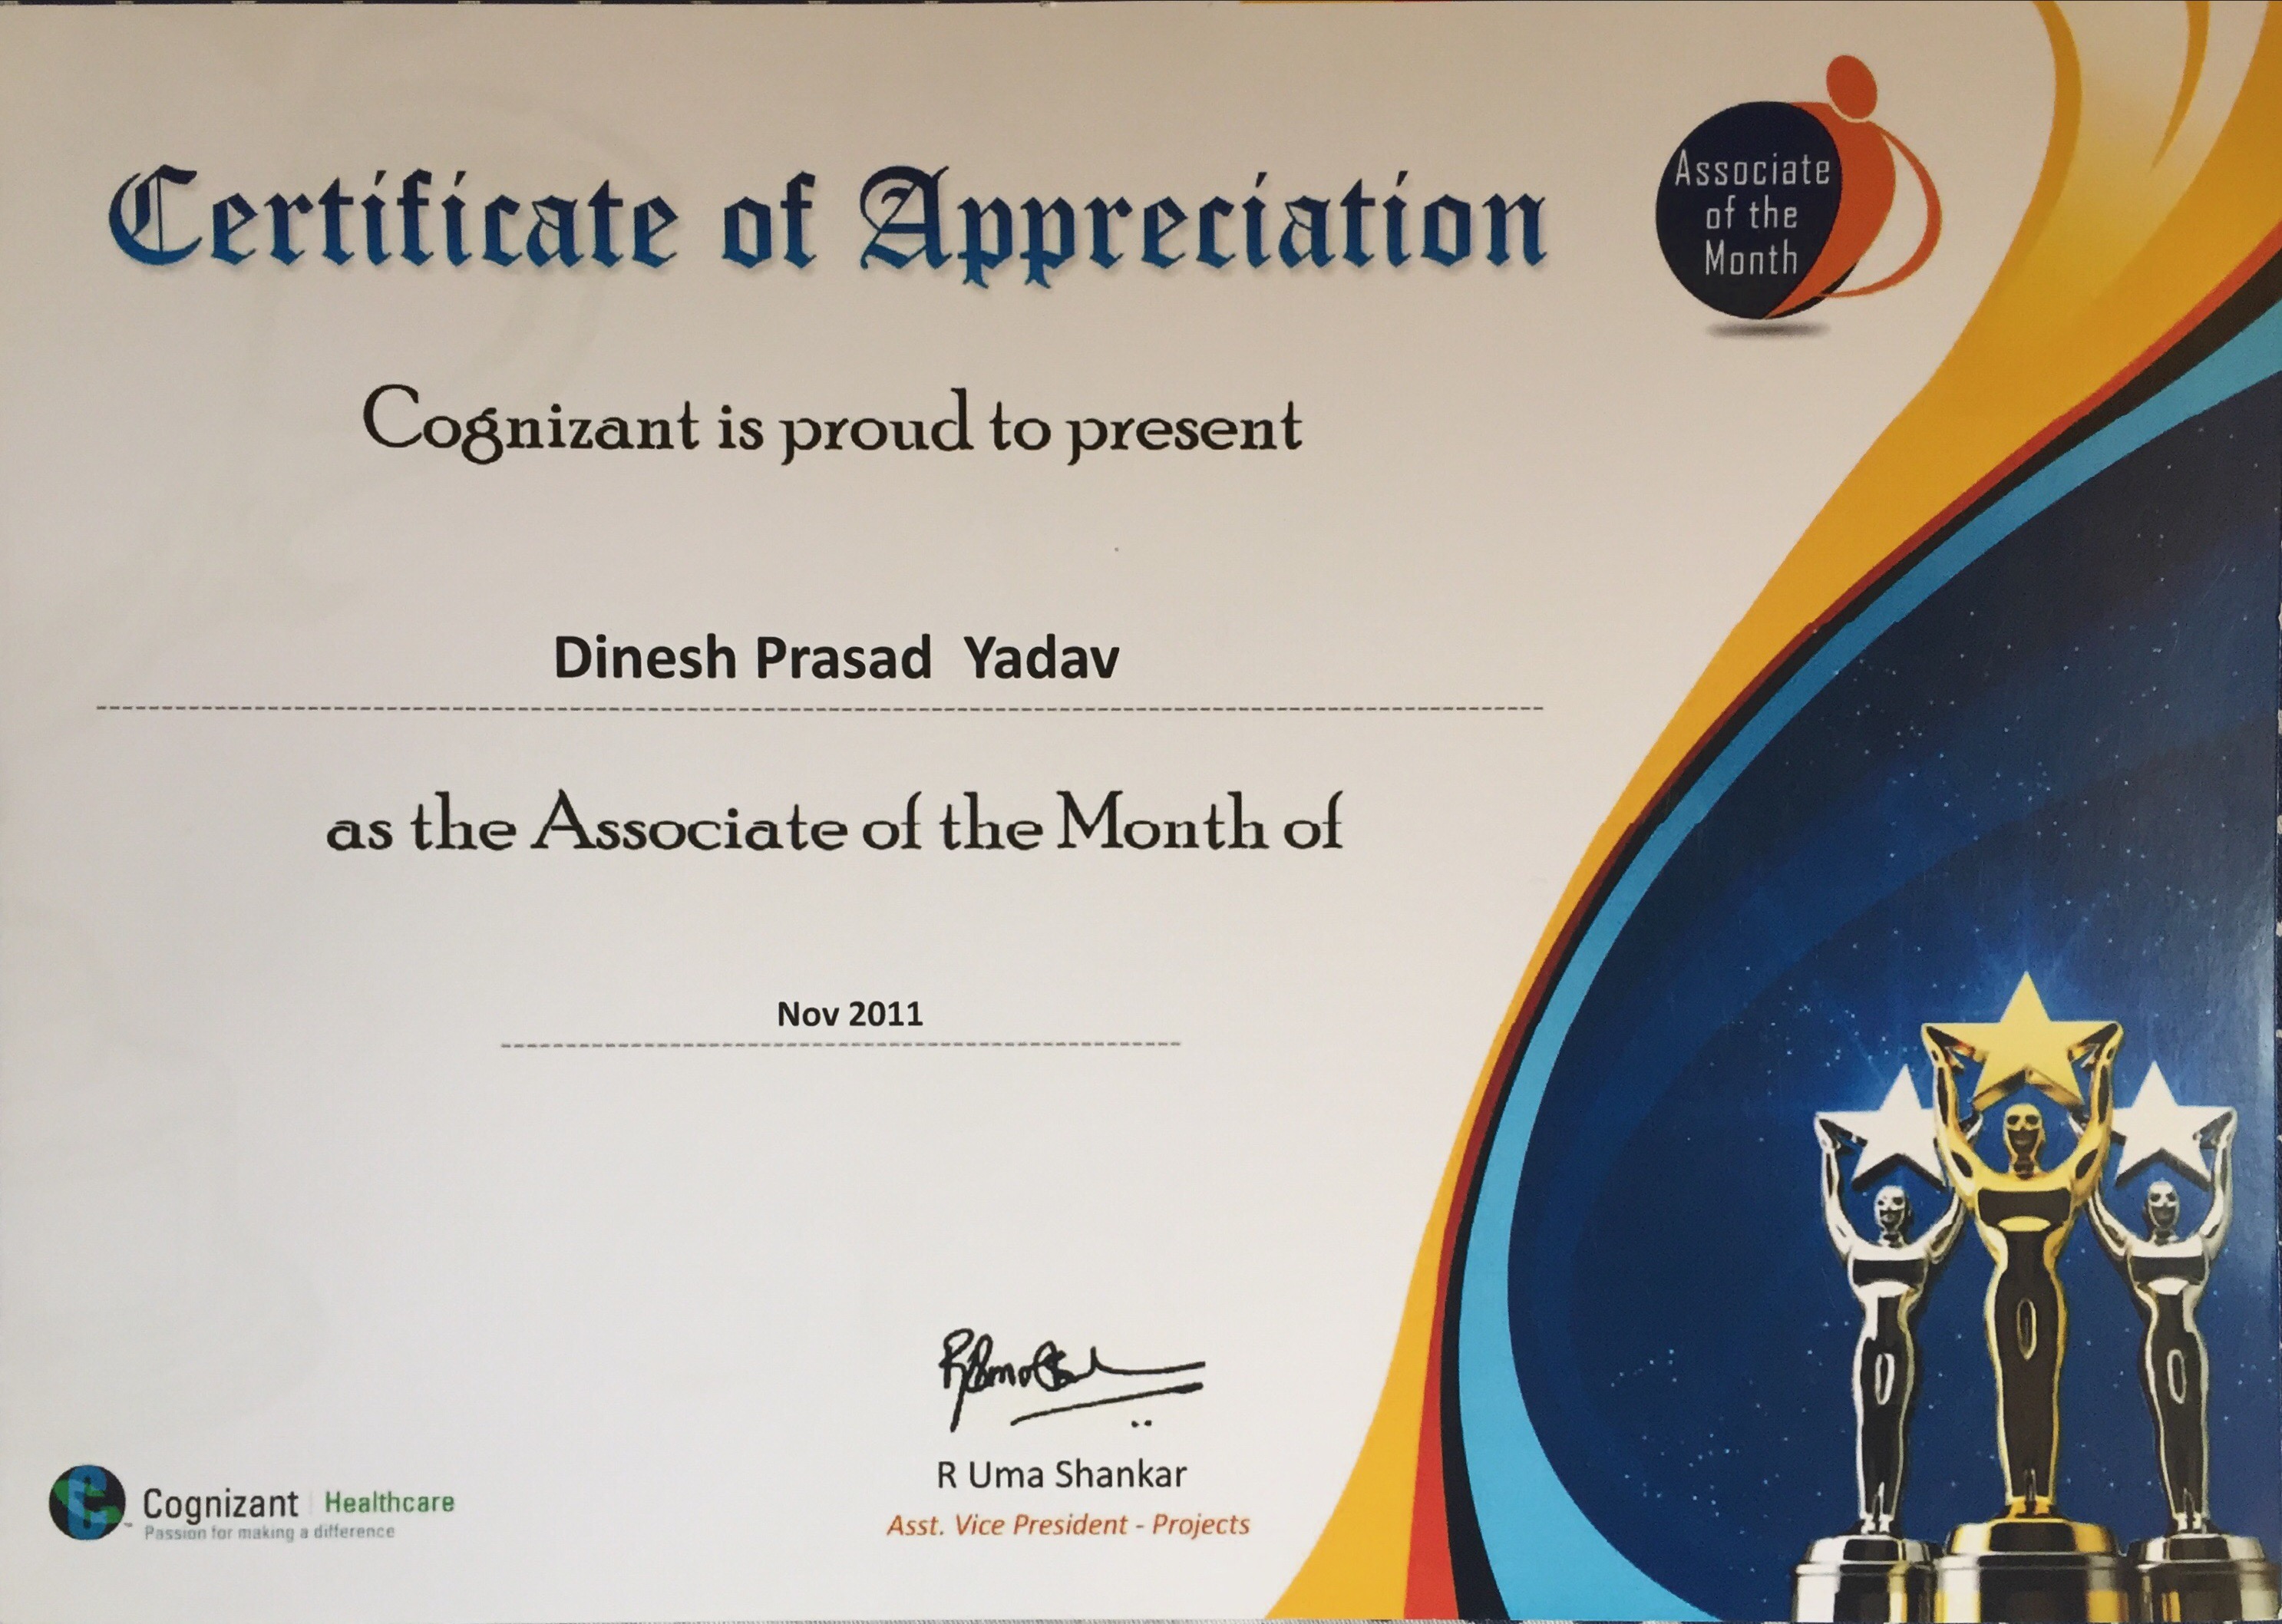 Certificate of Appreciation
Associate
of the
Month
Cognizant is proud to present
Dinesh Prasad Yadav
as the Associate of the Month of
Nov 2011
R Uma Shankar
Asst. Vice President - Projects
Cognizant | Healthcare
Passion for making a difference